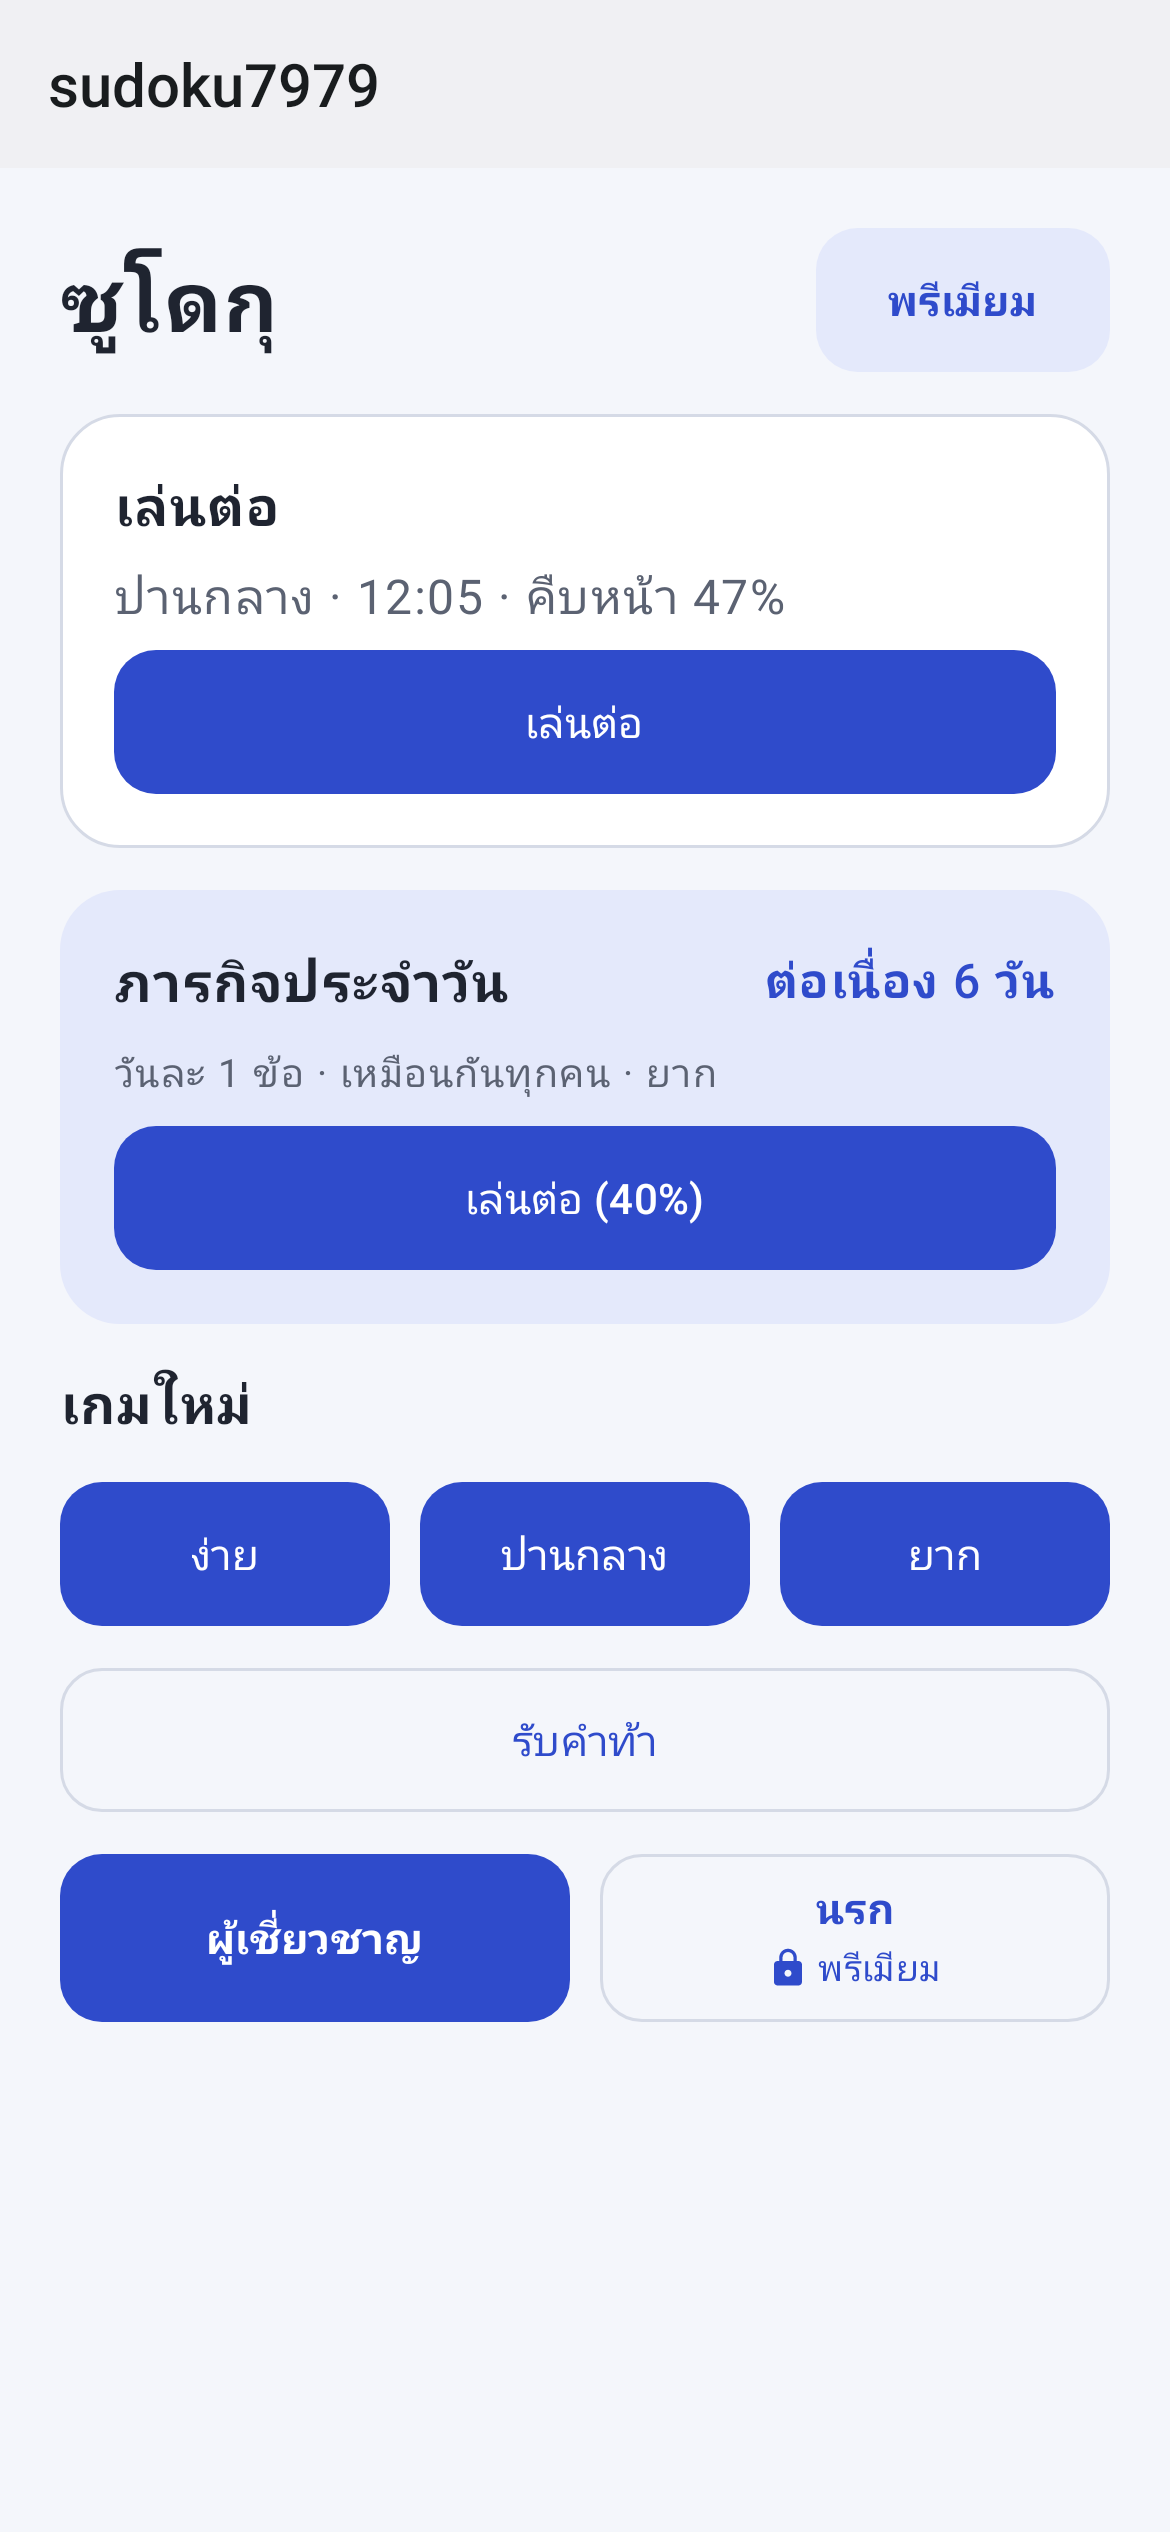 sudoku7979
ซูโดกุ
พรีเมียม
เล่นต่อ
ปานกลาง · 12:05 · คืบหน้า 47%
เล่นต่อ
ภารกิจประจำวัน
ต่อเนื่อง 6 วัน
วันละ 1 ข้อ · เหมือนกันทุกคน · ยาก
เล่นต่อ (40%)
เกมใหม่
ง่าย
ปานกลาง
ยาก
รับคำท้า
ผู้เชี่ยวชาญ
นรก
พรีเมียม